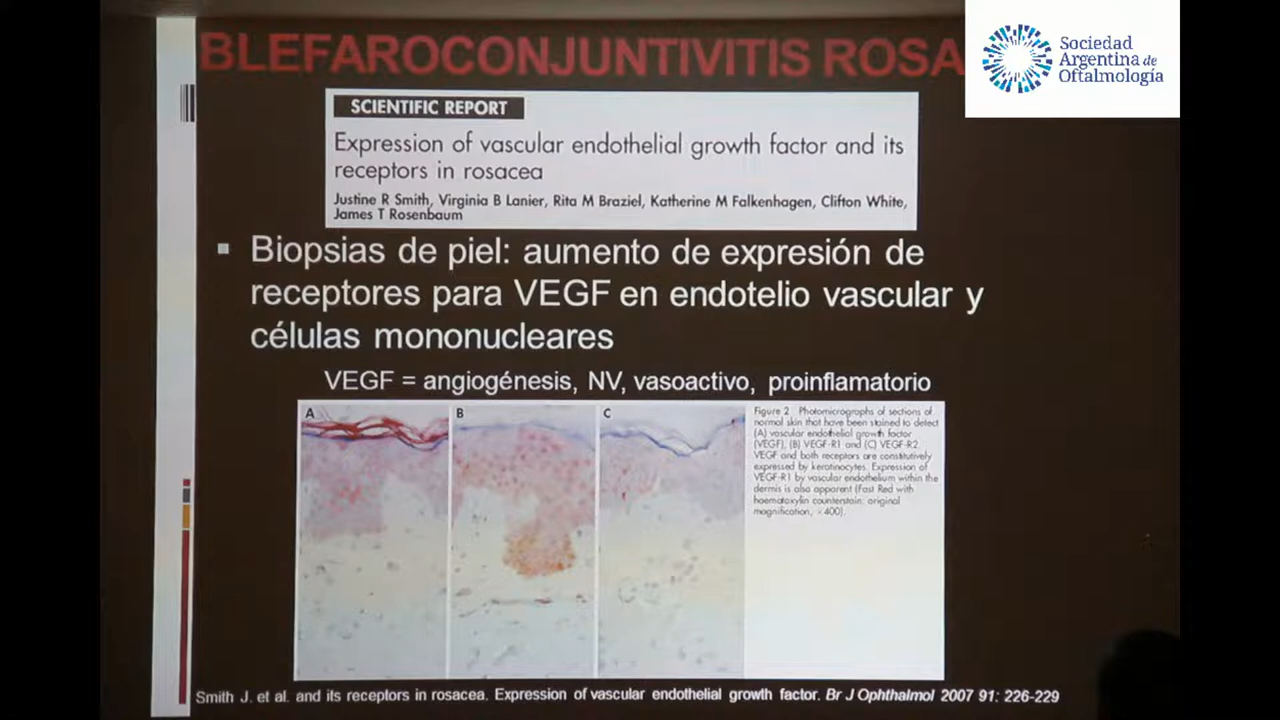 BLEFAROCONJUNTIVITIS ROSA
Sociedad
Argentina de
Oftalmología
SCIENTIFIC REPORT
Expression of vascular endothelial growth factor and its
receptors in rosacea
Justine R Smith, Virginia B Lanier, Rita M Braziel, Katherine M Falkenhagen, Clifton White,
James T Rosenbaum
▪ Biopsias de piel: aumento de expresión de
receptores para VEGF en endotelio vascular y
células mononucleares
VEGF = angiogénesis, NV, vasoactivo, proinflamatorio
A B C
Figure 2 Photomicrographs of sections of
normal skin that have been stained to detect
(A) vascular endothelial growth factor
(VEGF), (B) VEGF-R1 and (C) VEGF-R2.
VEGF and both receptors are constitutively
expressed by keratinocytes. Expression of
VEGF-R1 by vascular endothelium within the
dermis is also apparent (Fast Red with
haematoxylin counterstain; original
magnification, ×400).
Smith J. et al. and its receptors in rosacea. Expression of vascular endothelial growth factor. Br J Ophthalmol 2007 91: 226-229